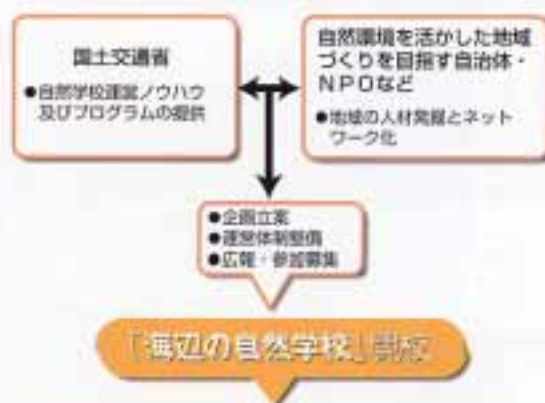 国土交通省
●自然学校運営ノウハウ
及びプログラムの提供
自然環境を活かした地域
づくりを目指す自治体・
NPOなど
●地域の人材発掘とネット
ワーク化
●企画立案
●運営体制整備
●広報・参加募集
「海辺の自然学校」開校